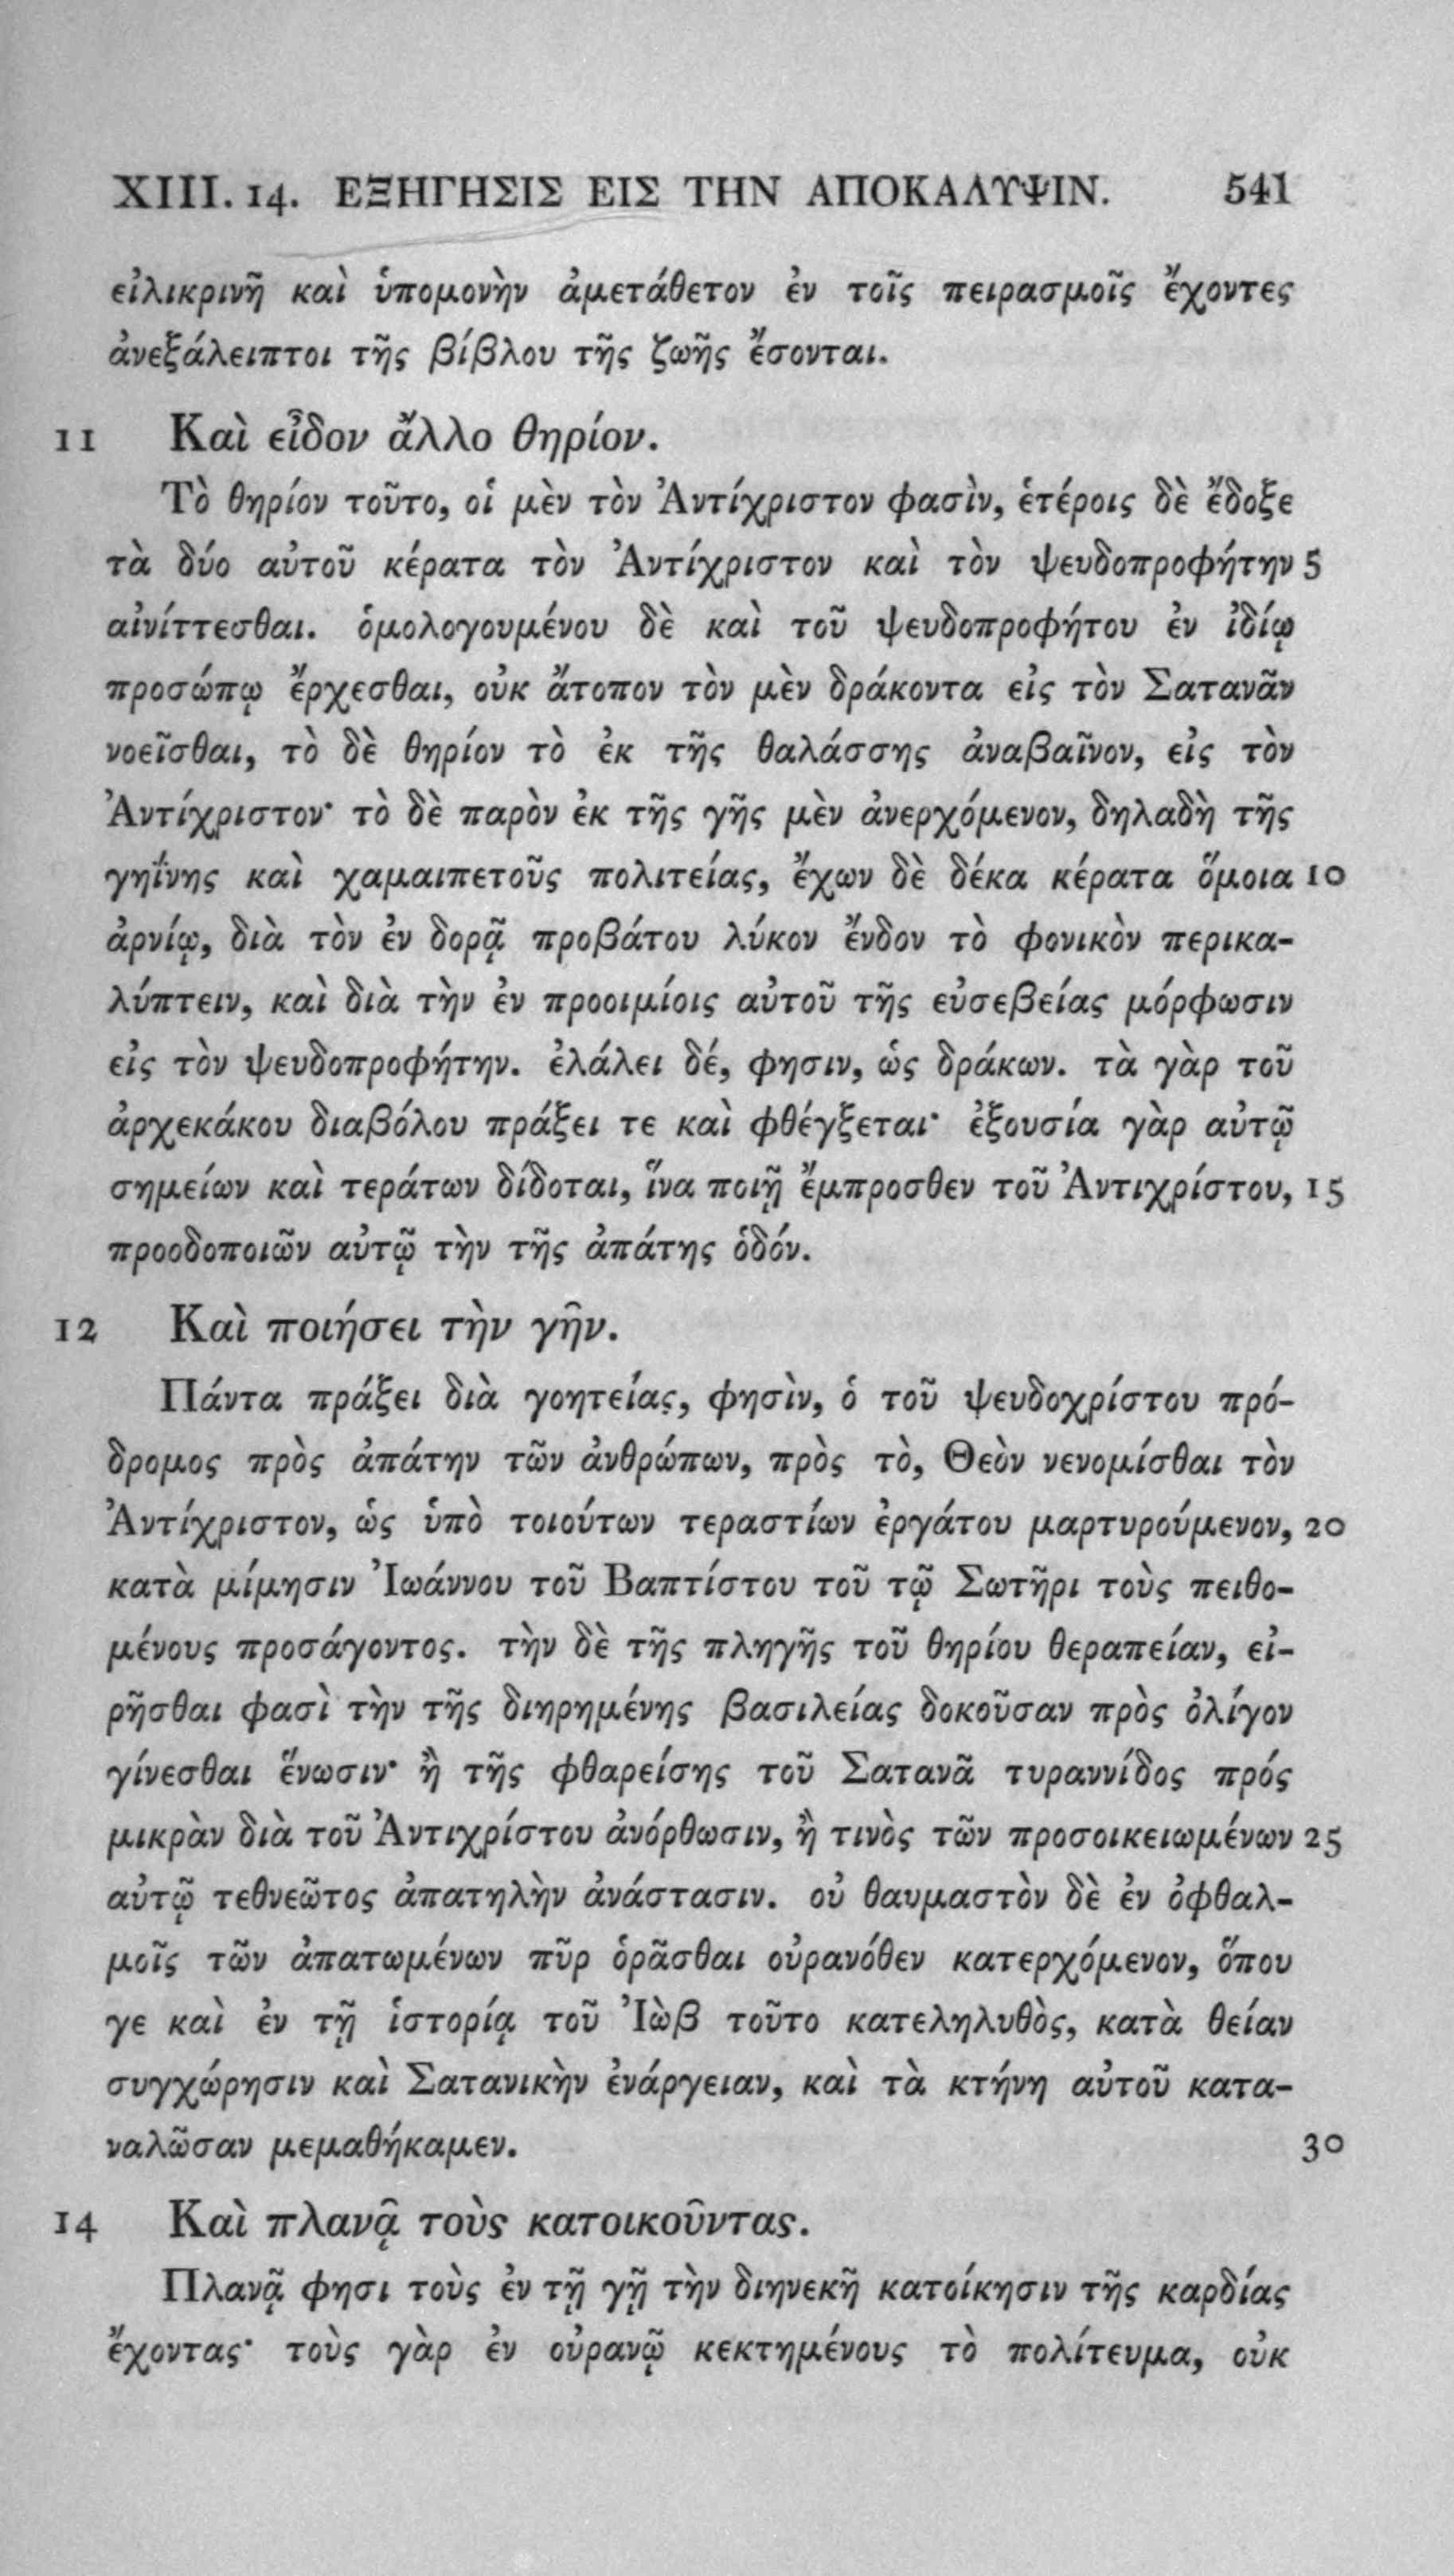 XIII. 14. ΕΞΗΓΗΣΙΣ ΕΙΣ ΤΗΝ ΑΠΟΚΑΛΥΨΙΝ. 541
εἰλικρινῆ καὶ ὑπομονὴν ἀμετάθετον ἐν τοῖς πειρασμοῖς ἔχοντες
ἀνεξάλειπτοι τῆς βίβλου τῆς ζωῆς ἔσονται.
11 Καὶ εἶδον ἄλλο θηρίον.
Τὸ θηρίον τοῦτο, οἱ μὲν τὸν Ἀντίχριστον φασὶν, ἑτέροις δὲ ἔδοξε
τὰ δύο αὐτοῦ κέρατα τὸν Ἀντίχριστον καὶ τὸν ψευδοπροφήτην 5
αἰνίττεσθαι. ὁμολογουμένου δὲ καὶ τοῦ ψευδοπροφήτου ἐν ἰδίῳ
προσώπῳ ἔρχεσθαι, οὐκ ἄτοπον τὸν μὲν δράκοντα εἰς τὸν Σατανᾶν
νοεῖσθαι, τὸ δὲ θηρίον τὸ ἐκ τῆς θαλάσσης ἀναβαῖνον, εἰς τὸν
Ἀντίχριστον· τὸ δὲ παρὸν ἐκ τῆς γῆς μὲν ἀνερχόμενον, δηλαδὴ τῆς
γηΐνης καὶ χαμαιπετοῦς πολιτείας, ἔχων δὲ δέκα κέρατα ὅμοια 10
ἀρνίῳ, διὰ τὸν ἐν δορᾷ προβάτου λύκον ἔνδον τὸ φονικὸν περικα-
λύπτειν, καὶ διὰ τὴν ἐν προοιμίοις αὐτοῦ τῆς εὐσεβείας μόρφωσιν
εἰς τὸν ψευδοπροφήτην. ἐλάλει δέ, φησιν, ὡς δράκων. τὰ γὰρ τοῦ
ἀρχεκάκου διαβόλου πράξει τε καὶ φθέγξεται· ἐξουσία γὰρ αὐτῷ
σημείων καὶ τεράτων δίδοται, ἵνα ποιῇ ἔμπροσθεν τοῦ Ἀντιχρίστου, 15
προοδοποιῶν αὐτῷ τὴν τῆς ἀπάτης ὁδόν.
12 Καὶ ποιήσει τὴν γῆν.
Πάντα πράξει διὰ γοητείας, φησὶν, ὁ τοῦ ψευδοχρίστου πρό-
δρομος πρὸς ἀπάτην τῶν ἀνθρώπων, πρὸς τὸ, Θεὸν νενομίσθαι τὸν
Ἀντίχριστον, ὡς ὑπὸ τοιούτων τεραστίων ἐργάτου μαρτυρούμενον, 20
κατὰ μίμησιν Ἰωάννου τοῦ Βαπτίστου τοῦ τῷ Σωτῆρι τοὺς πειθο-
μένους προσάγοντος. τὴν δὲ τῆς πληγῆς τοῦ θηρίου θεραπείαν, εἰ-
ρῆσθαι φασὶ τὴν τῆς διηρημένης βασιλείας δοκοῦσαν πρὸς ὀλίγον
γίνεσθαι ἕνωσιν· ἢ τῆς φθαρείσης τοῦ Σατανᾶ τυραννίδος πρός
μικρὰν διὰ τοῦ Ἀντιχρίστου ἀνόρθωσιν, ἢ τινὸς τῶν προσοικειωμένων 25
αὐτῷ τεθνεῶτος ἀπατηλὴν ἀνάστασιν. οὐ θαυμαστὸν δὲ ἐν ὀφθαλ-
μοῖς τῶν ἀπατωμένων πῦρ ὁρᾶσθαι οὐρανόθεν κατερχόμενον, ὅπου
γε καὶ ἐν τῇ ἱστορίᾳ τοῦ Ἰὼβ τοῦτο κατεληλυθὸς, κατὰ θείαν
συγχώρησιν καὶ Σατανικὴν ἐνάργειαν, καὶ τὰ κτήνη αὐτοῦ κατα-
ναλῶσαν μεμαθήκαμεν. 30
14 Καὶ πλανᾷ τοὺς κατοικοῦντας.
Πλανᾷ φησι τοὺς ἐν τῇ γῇ τὴν διηνεκῆ κατοίκησιν τῆς καρδίας
ἔχοντας· τοὺς γὰρ ἐν οὐρανῷ κεκτημένους τὸ πολίτευμα, οὐκ